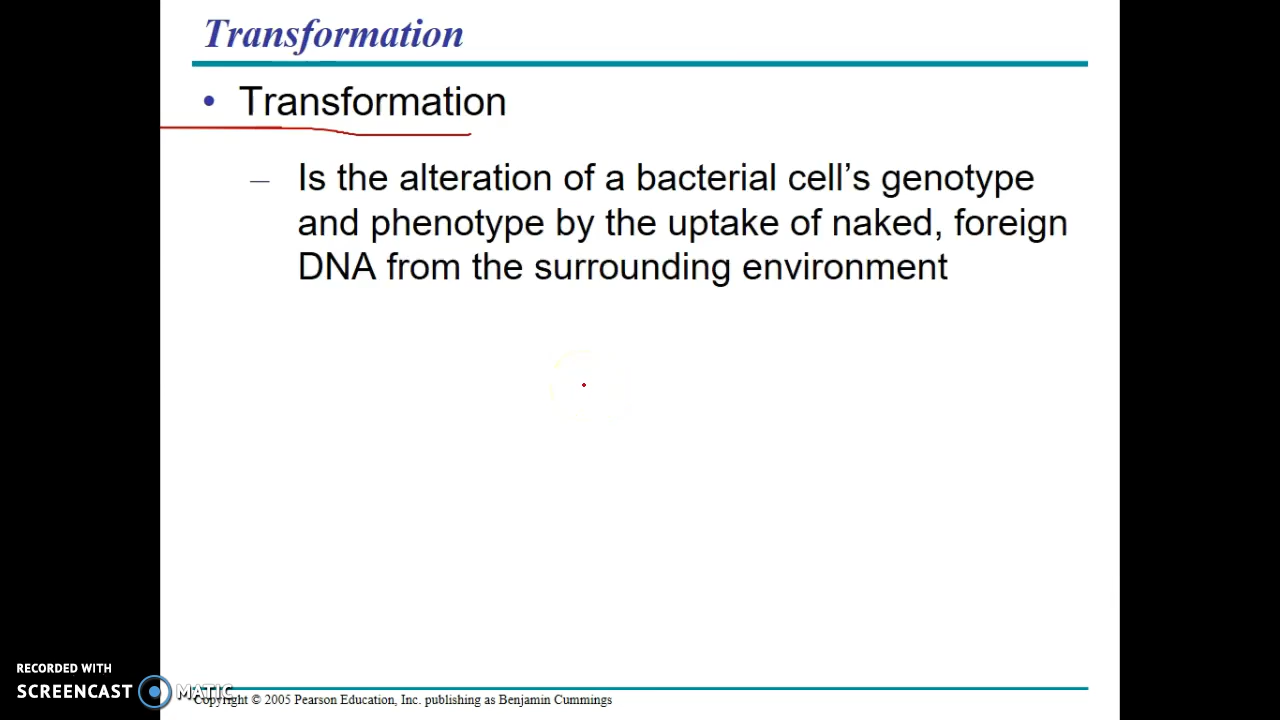 Transformation
• Transformation
– Is the alteration of a bacterial cell's genotype
and phenotype by the uptake of naked, foreign
DNA from the surrounding environment
RECORDED WITH
SCREENCAST MATIC
Copyright © 2005 Pearson Education, Inc. publishing as Benjamin Cummings